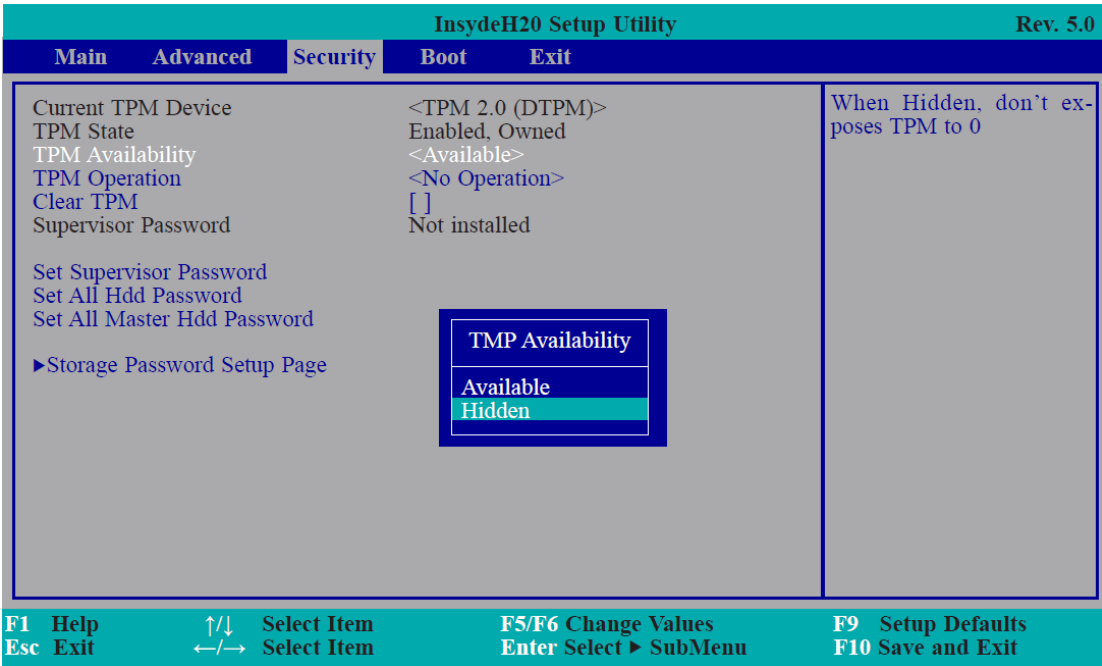 InsydeH20 Setup Utility Rev. 5.0
Main Advanced Security Boot Exit
Current TPM Device <TPM 2.0 (DTPM)>
TPM State Enabled, Owned
TPM Availability <Available>
TPM Operation <No Operation>
Clear TPM [ ]
Supervisor Password Not installed
Set Supervisor Password
Set All Hdd Password
Set All Master Hdd Password
▶Storage Password Setup Page
TMP Availability
Available
Hidden
When Hidden, don't ex-
poses TPM to 0
F1 Help ↑/↓ Select Item F5/F6 Change Values F9 Setup Defaults
Esc Exit ←/→ Select Item Enter Select ▶ SubMenu F10 Save and Exit